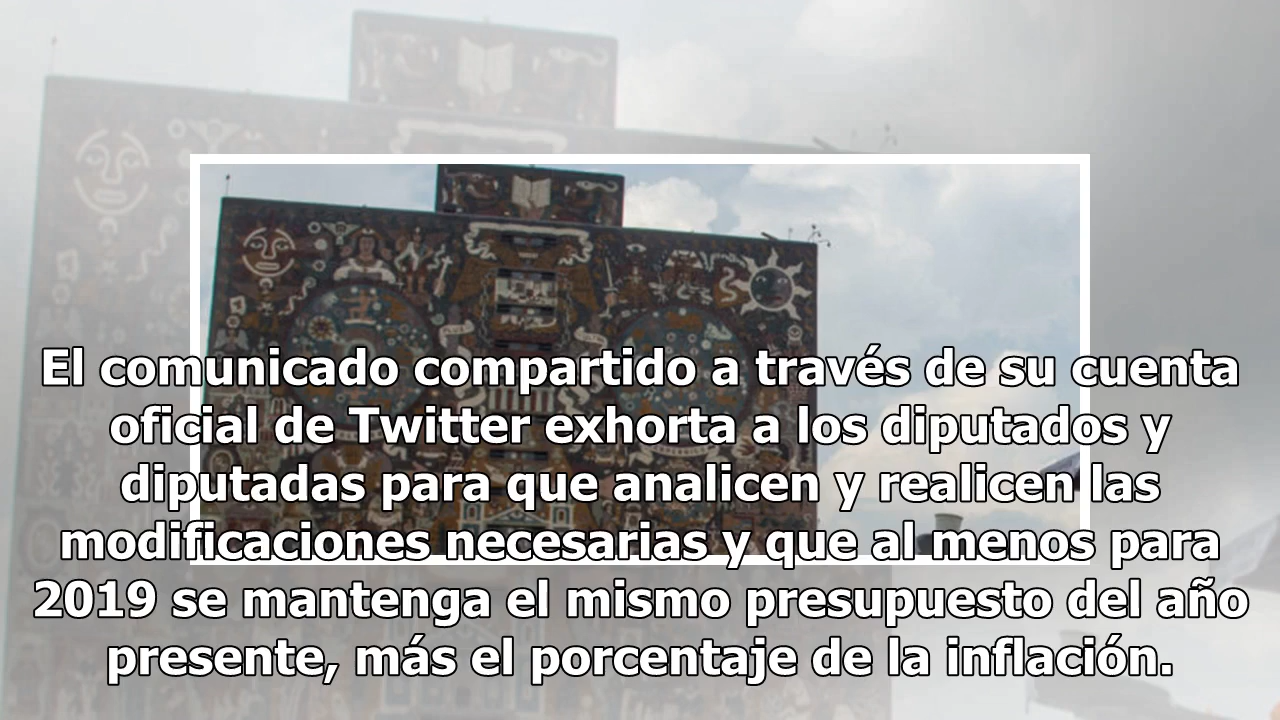 El comunicado compartido a través de su cuenta
oficial de Twitter exhorta a los diputados y
diputadas para que analicen y realicen las
modificaciones necesarias y que al menos para
2019 se mantenga el mismo presupuesto del año
presente, más el porcentaje de la inflación.